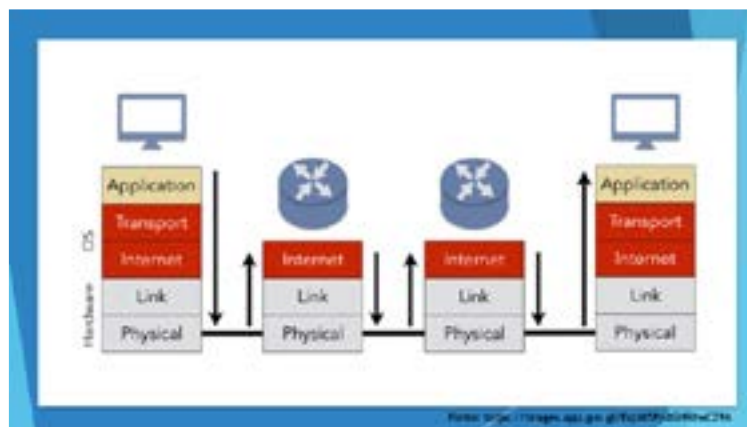 Application
Transport
Internet
Link
Physical
OS
Hardware
Internet
Link
Physical
Internet
Link
Physical
Application
Transport
Internet
Link
Physical